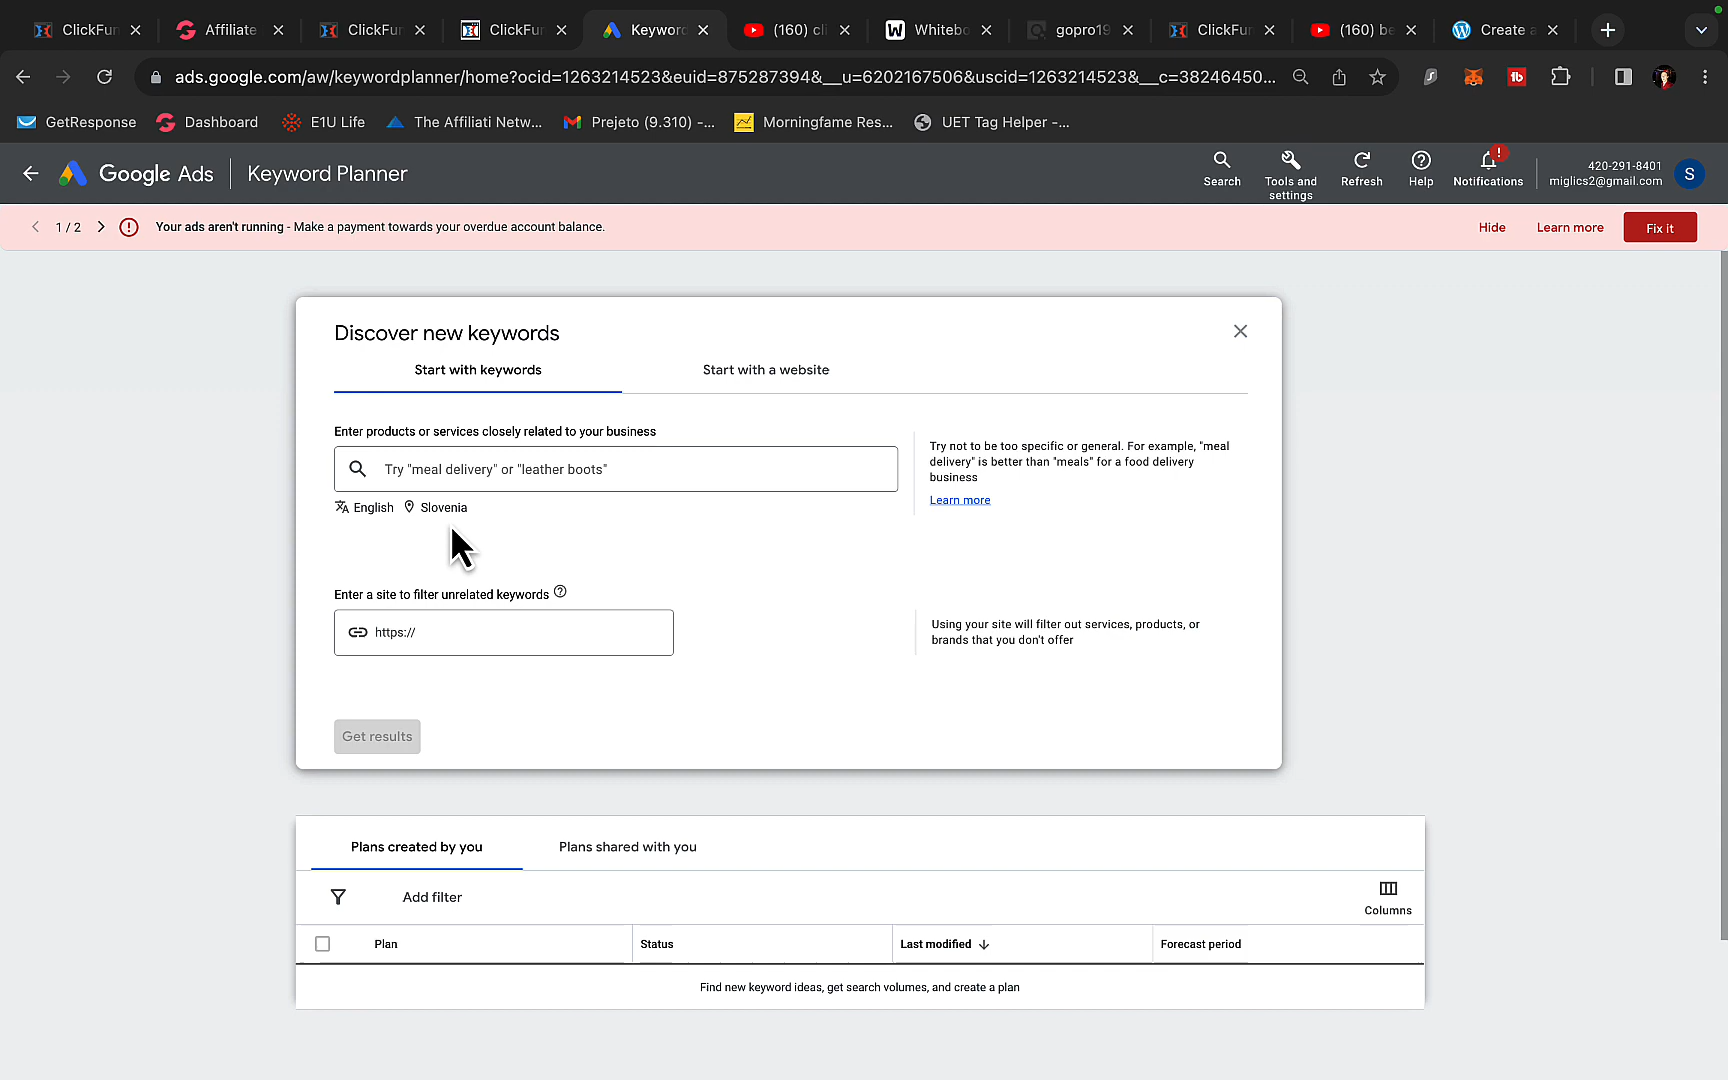 ClickFun
Affiliate
ClickFun
ClickFun
Keyword
(160) cli
Whitebo
gopro19
ClickFun
(160) be
Create a
ads.google.com/aw/keywordplanner/home?ocid=1263214523&euid=875287394&__u=6202167506&uscid=1263214523&__c=38246450...
GetResponse
Dashboard
E1U Life
The Affiliati Netw...
Prejeto (9.310) -...
Morningfame Res...
UET Tag Helper -...
Google Ads
Keyword Planner
Search
Tools and
settings
Refresh
Help
Notifications
420-291-8401
miglics2@gmail.com
S
1 / 2
Your ads aren't running - Make a payment towards your overdue account balance.
Hide
Learn more
Fix it
Discover new keywords
Start with keywords
Start with a website
Enter products or services closely related to your business
Try "meal delivery" or "leather boots"
English
Slovenia
Try not to be too specific or general. For example, "meal
delivery" is better than "meals" for a food delivery
business
Learn more
Enter a site to filter unrelated keywords
https://
Using your site will filter out services, products, or
brands that you don't offer
Get results
Plans created by you
Plans shared with you
Add filter
Columns
Plan
Status
Last modified
Forecast period
Find new keyword ideas, get search volumes, and create a plan